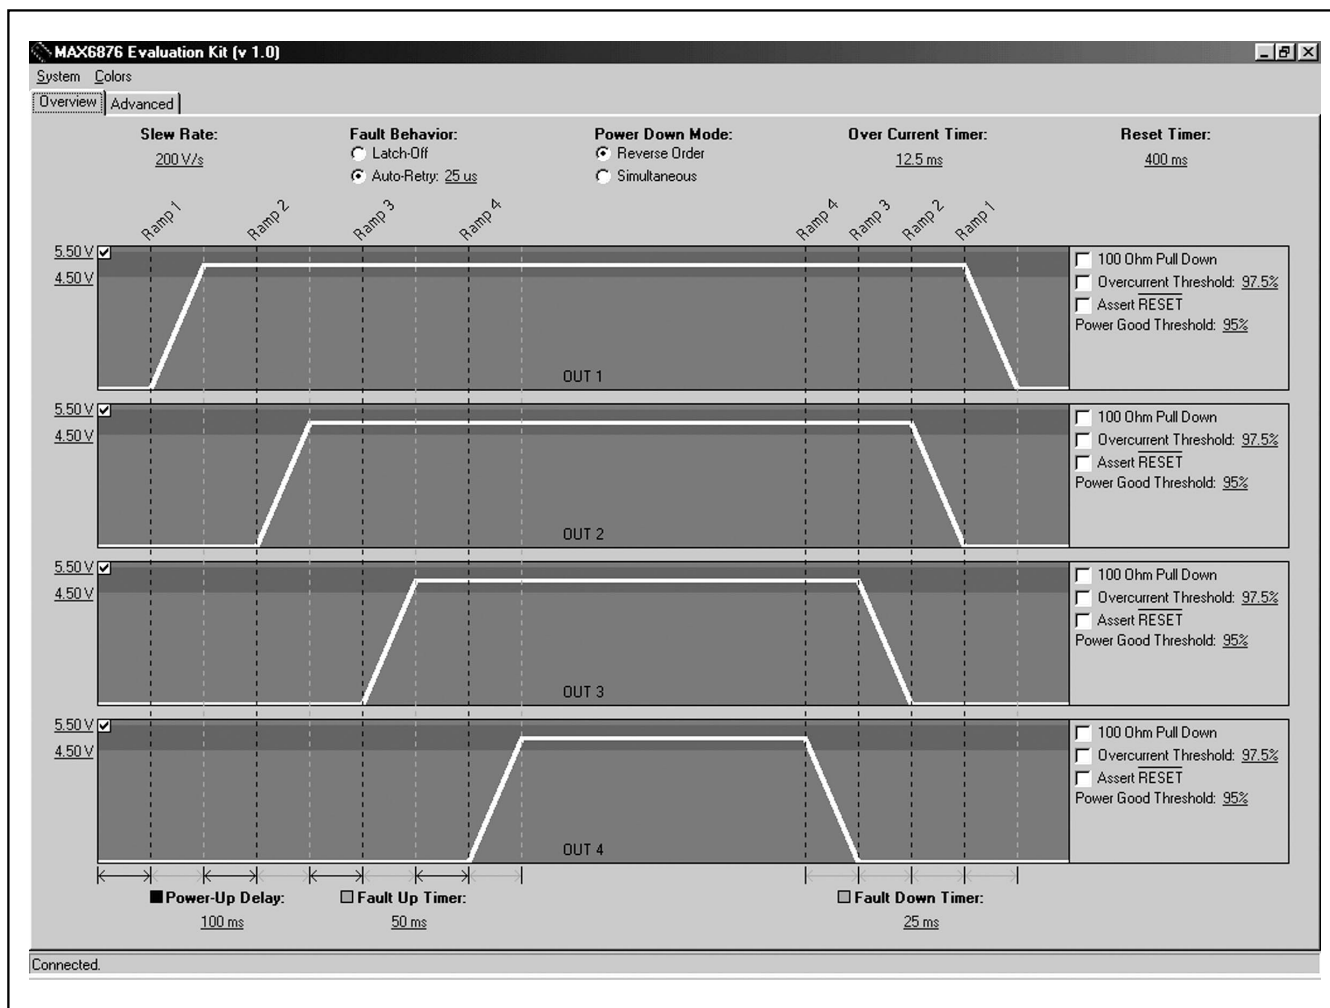 MAX6876 Evaluation Kit (v 1.0)
System Colors
Overview Advanced
Slew Rate: Fault Behavior: Power Down Mode: Over Current Timer: Reset Timer:
200 V/s Latch-Off Reverse Order 12.5 ms 400 ms
Auto-Retry: 25 us Simultaneous
Ramp 1 Ramp 2 Ramp 3 Ramp 4 Ramp 4 Ramp 3 Ramp 2 Ramp 1
5.50 V 100 Ohm Pull Down
4.50 V Overcurrent Threshold: 97.5%
Assert RESET
Power Good Threshold: 95%
OUT 1
5.50 V 100 Ohm Pull Down
4.50 V Overcurrent Threshold: 97.5%
Assert RESET
Power Good Threshold: 95%
OUT 2
5.50 V 100 Ohm Pull Down
4.50 V Overcurrent Threshold: 97.5%
Assert RESET
Power Good Threshold: 95%
OUT 3
5.50 V 100 Ohm Pull Down
4.50 V Overcurrent Threshold: 97.5%
Assert RESET
Power Good Threshold: 95%
OUT 4
Power-Up Delay: Fault Up Timer: Fault Down Timer:
100 ms 50 ms 25 ms
Connected.